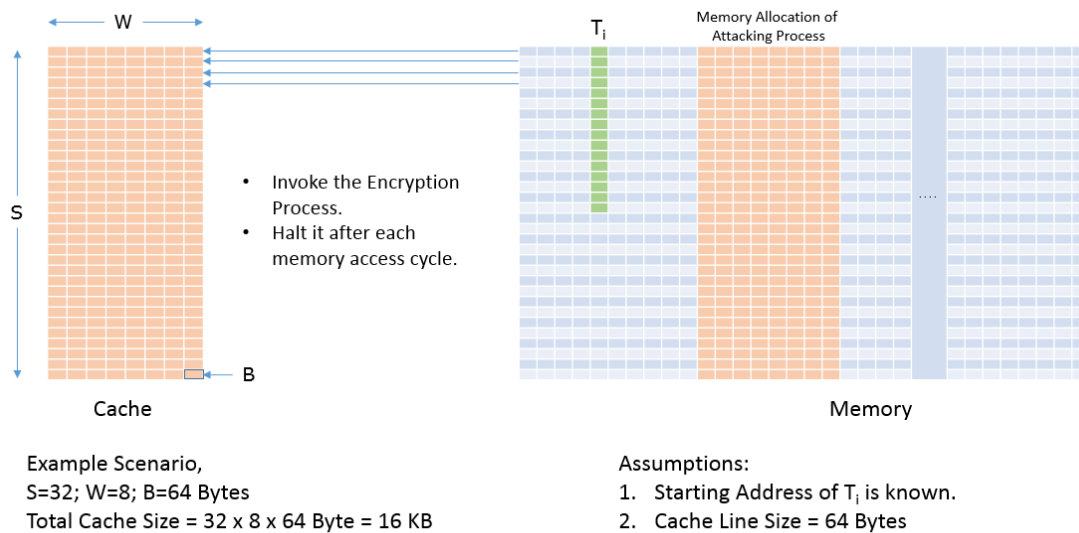 W
S
B
Cache
• Invoke the Encryption
Process.
• Halt it after each
memory access cycle.
Tᵢ
Memory Allocation of
Attacking Process
....
Memory
Example Scenario,
S=32; W=8; B=64 Bytes
Total Cache Size = 32 x 8 x 64 Byte = 16 KB
Assumptions:
1. Starting Address of Tᵢ is known.
2. Cache Line Size = 64 Bytes